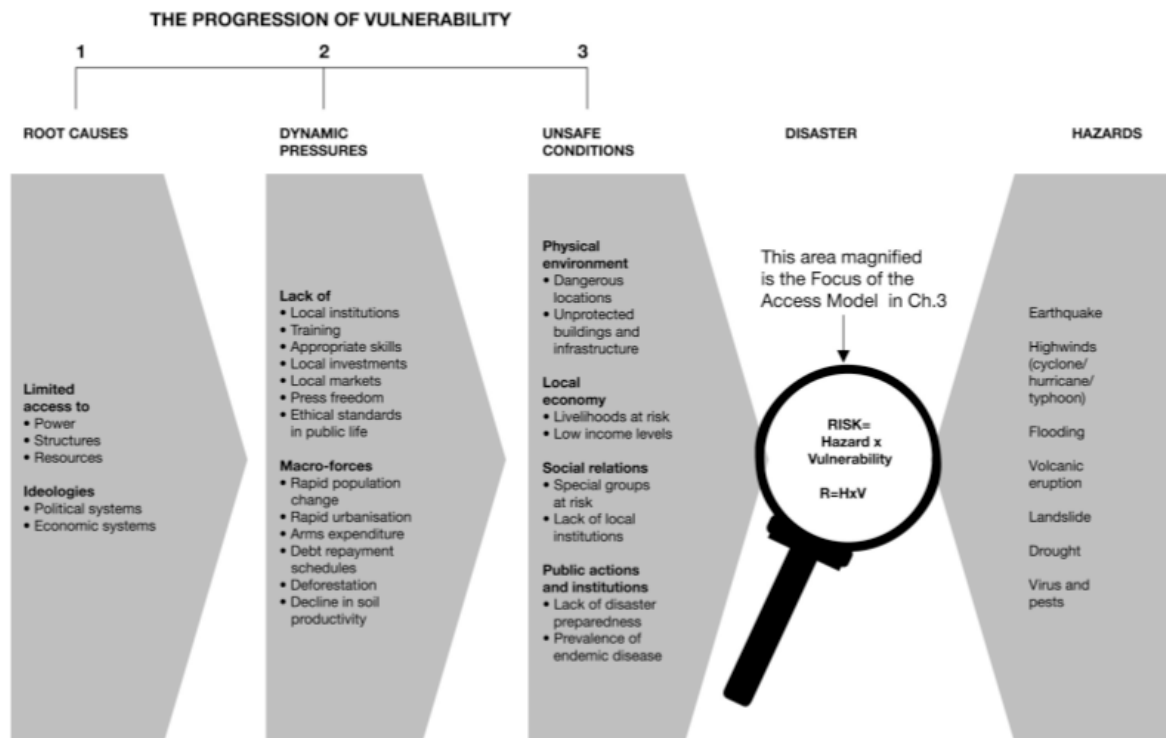 THE PROGRESSION OF VULNERABILITY
1
2
3
ROOT CAUSES
DYNAMIC
PRESSURES
UNSAFE
CONDITIONS
DISASTER
HAZARDS
Limited
access to
• Power
• Structures
• Resources
Ideologies
• Political systems
• Economic systems
Lack of
• Local institutions
• Training
• Appropriate skills
• Local investments
• Local markets
• Press freedom
• Ethical standards
in public life
Macro-forces
• Rapid population
change
• Rapid urbanisation
• Arms expenditure
• Debt repayment
schedules
• Deforestation
• Decline in soil
productivity
Physical
environment
• Dangerous
locations
• Unprotected
buildings and
infrastructure
Local
economy
• Livelihoods at risk
• Low income levels
Social relations
• Special groups
at risk
• Lack of local
institutions
Public actions
and institutions
• Lack of disaster
preparedness
• Prevalence of
endemic disease
This area magnified
is the Focus of the
Access Model in Ch.3
RISK=
Hazard x
Vulnerability
R=HxV
Earthquake
Highwinds
(cyclone/
hurricane/
typhoon)
Flooding
Volcanic
eruption
Landslide
Drought
Virus and
pests